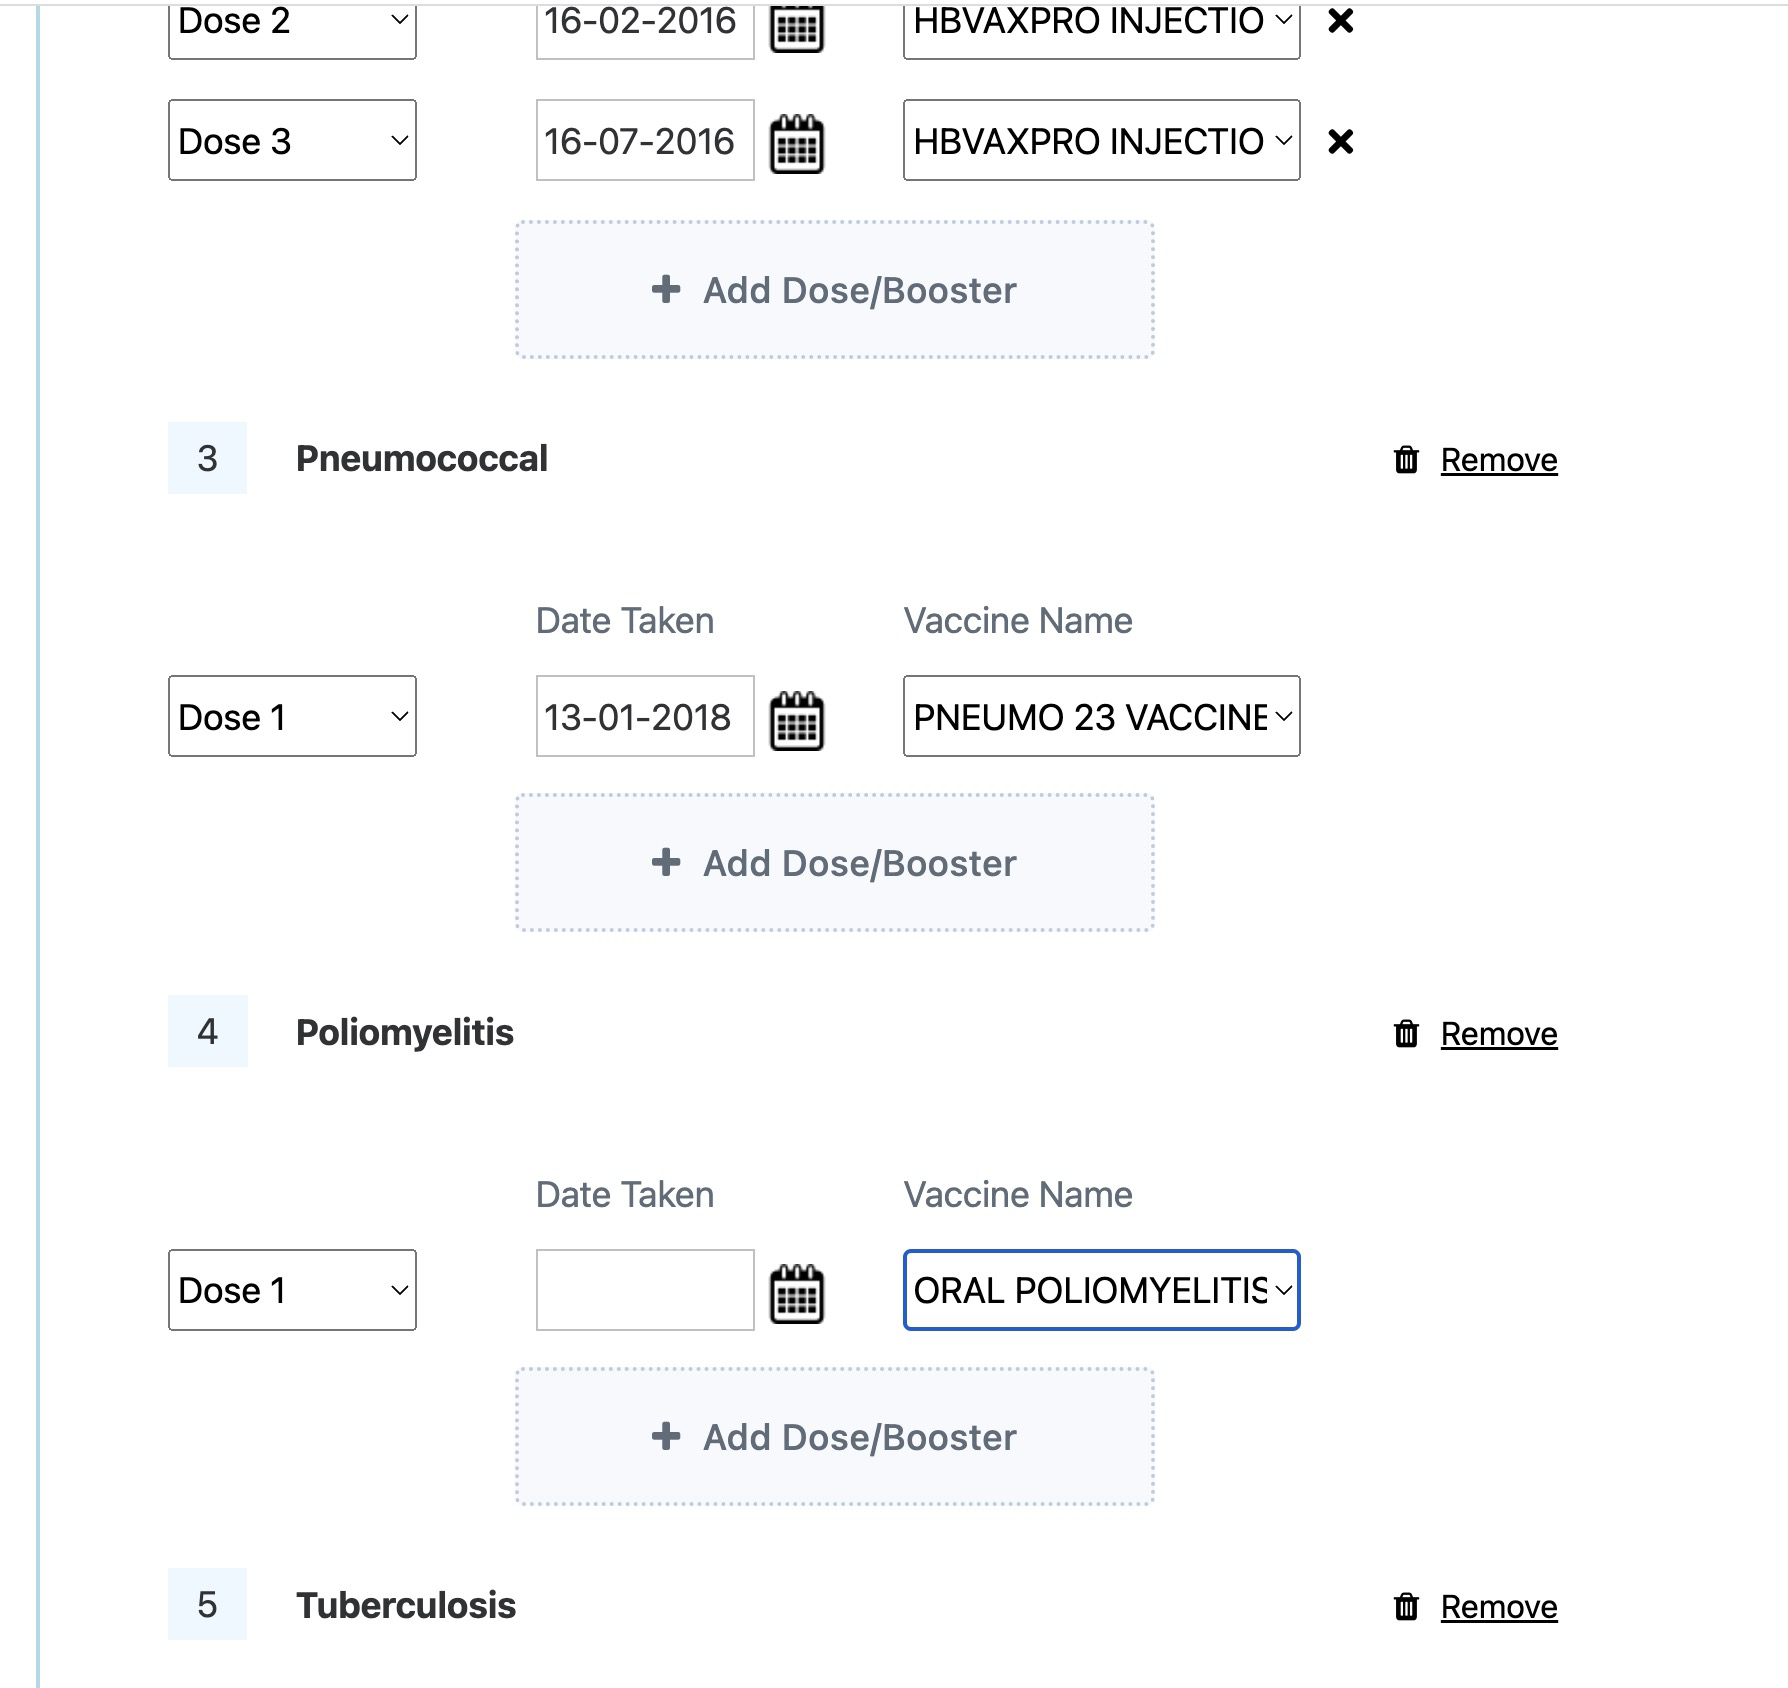 Dose 2 16-02-2016 HBVAXPRO INJECTIO
Dose 3 16-07-2016 HBVAXPRO INJECTIO
Add Dose/Booster
3 Pneumococcal Remove
Date Taken Vaccine Name
Dose 1 13-01-2018 PNEUMO 23 VACCINE
Add Dose/Booster
4 Poliomyelitis Remove
Date Taken Vaccine Name
Dose 1 ORAL POLIOMYELITIS
Add Dose/Booster
5 Tuberculosis Remove